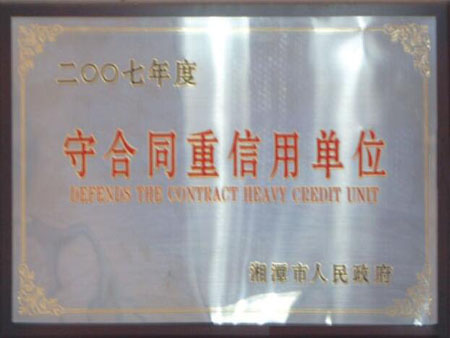 二〇〇七年度
守合同重信用单位
DEFENDS THE CONTRACT HEAVY CREDIT UNIT
湘潭市人民政府